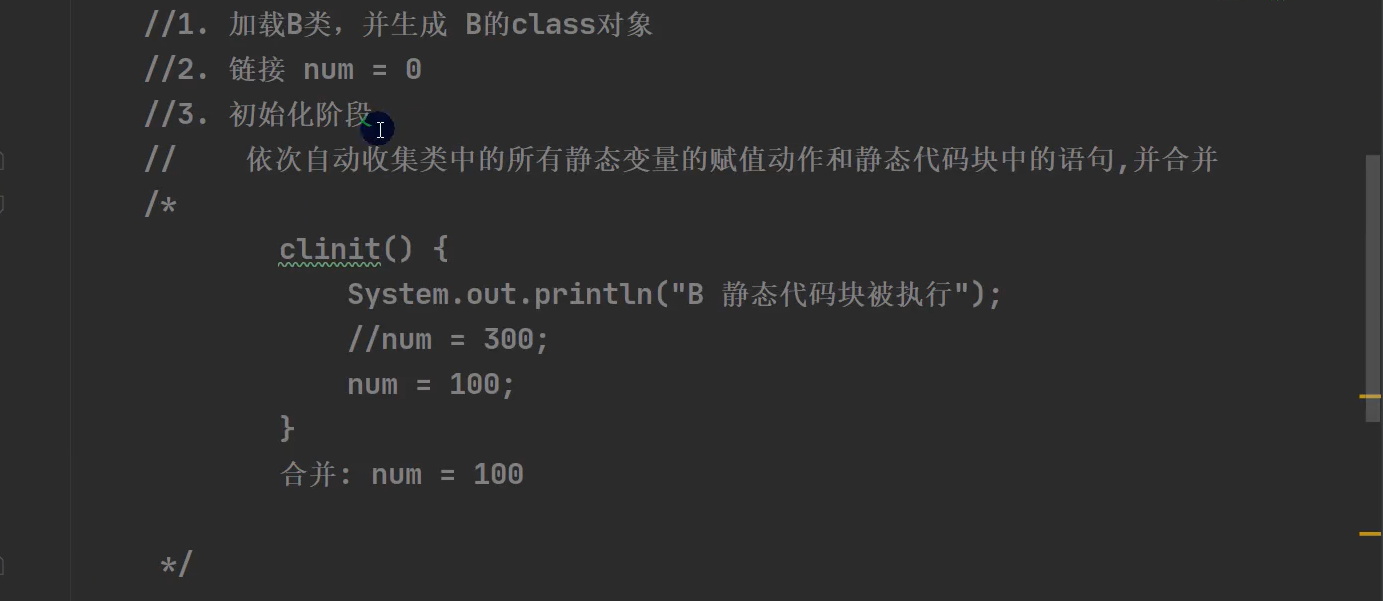 //1. 加载B类，并生成 B的class对象
//2. 链接 num = 0
//3. 初始化阶段
// 依次自动收集类中的所有静态变量的赋值动作和静态代码块中的语句,并合并
/*
clinit() {
System.out.println("B 静态代码块被执行");
//num = 300;
num = 100;
}
合并: num = 100
*/